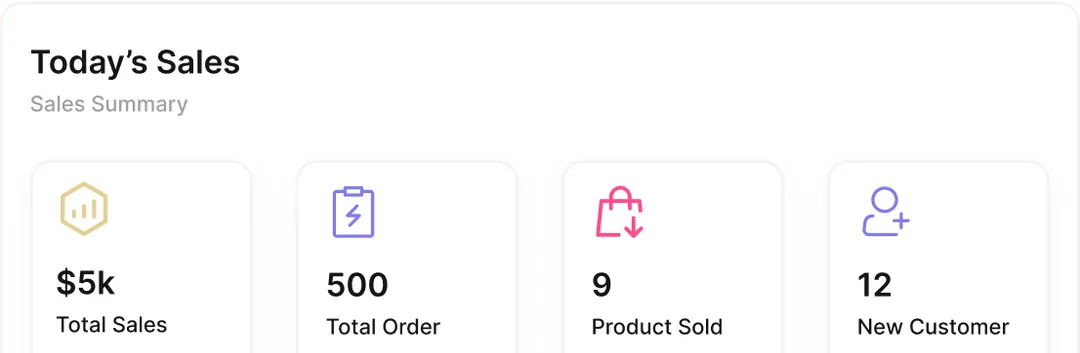 Today’s Sales
Sales Summary
$5k
Total Sales
500
Total Order
9
Product Sold
12
New Customer